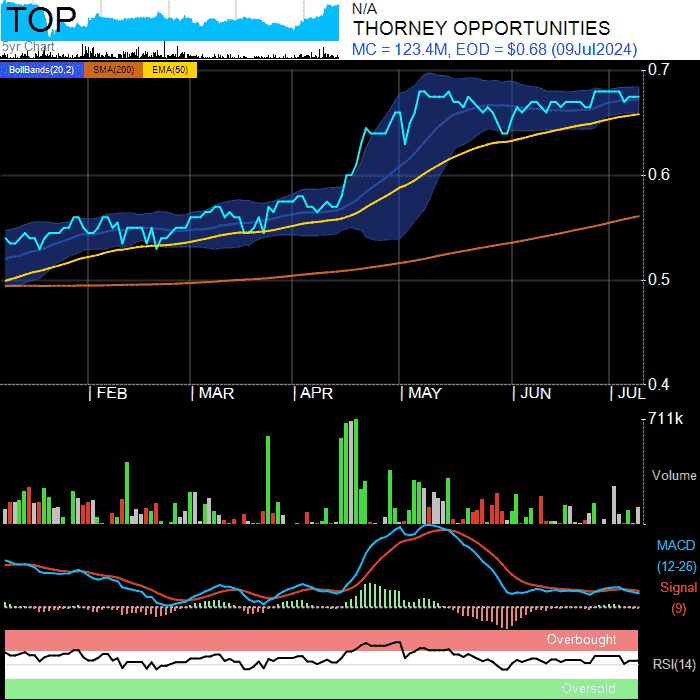 TOP
5yr Chart
N/A
THORNEY OPPORTUNITIES
MC = 123.4M, EOD = $0.68 (09Jul2024)
BollBands(20,2) SMA(200) EMA(50)
0.7
0.6
0.5
0.4
FEB MAR APR MAY JUN JUL
711k
Volume
MACD
(12-26)
Signal
(9)
Overbought
RSI(14)
Oversold